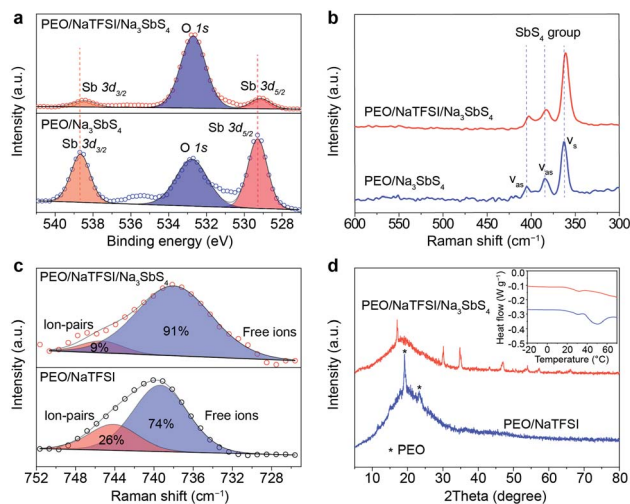 a
PEO/NaTFSI/Na₃SbS₄
O 1s
Sb 3d₃/₂
Sb 3d₅/₂
PEO/Na₃SbS₄
Sb 3d₃/₂
O 1s
Sb 3d₅/₂
Intensity (a.u.)
540 538 536 534 532 530 528
Binding energy (eV)
b
SbS₄ group
PEO/NaTFSI/Na₃SbS₄
PEO/Na₃SbS₄
Vas
Vas
Vs
Intensity (a.u.)
600 550 500 450 400 350 300
Raman shift (cm⁻¹)
c
PEO/NaTFSI/Na₃SbS₄
Ion-pairs
91%
Free ions
9%
PEO/NaTFSI
Ion-pairs
74%
Free ions
26%
Intensity (a.u.)
752 748 744 740 736 732 728
Raman shift (cm⁻¹)
d
PEO/NaTFSI/Na₃SbS₄
0.0
-0.1
-0.2
-0.3
-0.4
-0.5
Heat flow (W g⁻¹)
-20 0 20 40 60
Temperature (°C)
*
*
PEO/NaTFSI
* PEO
Intensity (a.u.)
10 20 30 40 50 60 70 80
2Theta (degree)